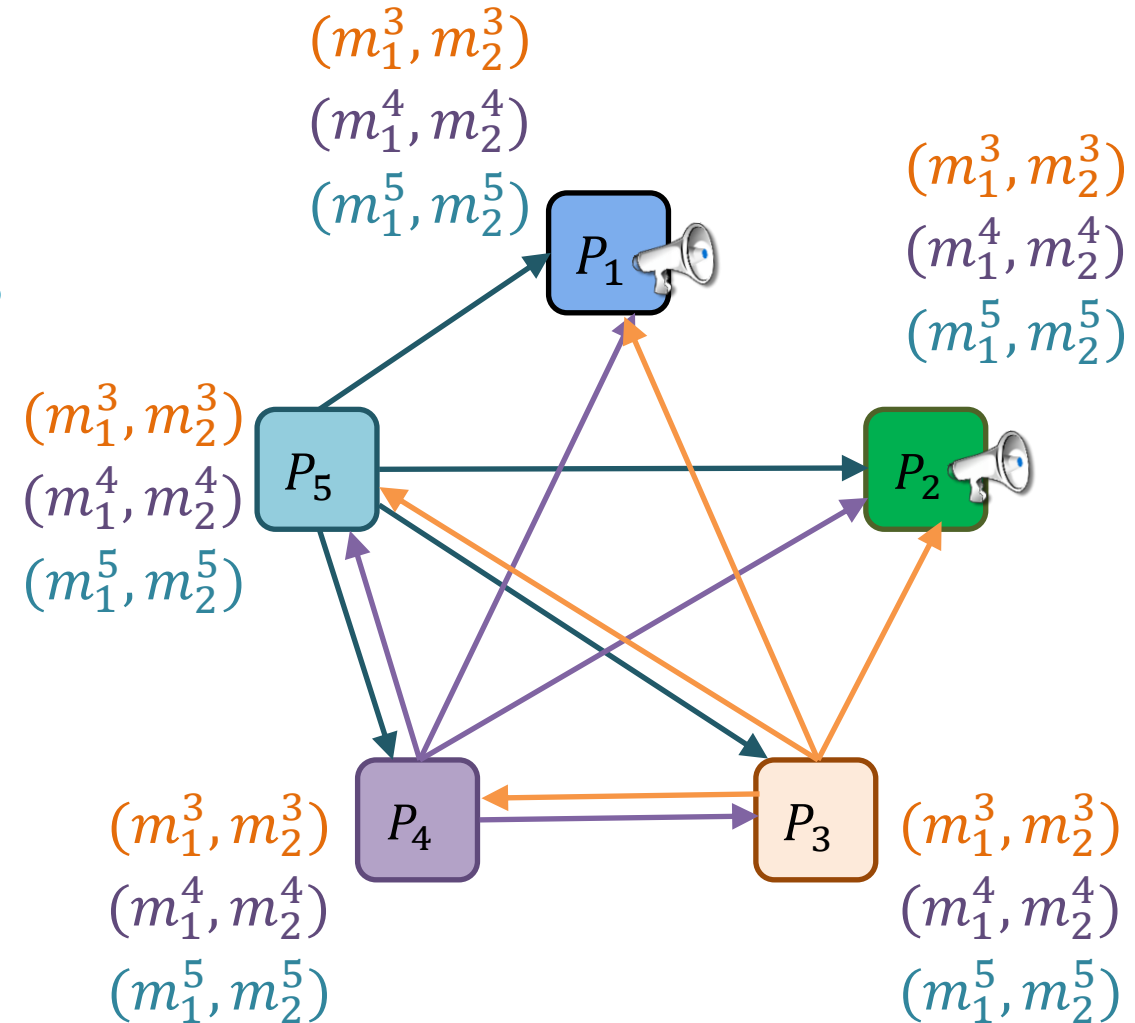 (m_1^3, m_2^3)
(m_1^4, m_2^4)
(m_1^5, m_2^5)
P_1
(m_1^3, m_2^3)
(m_1^4, m_2^4)
(m_1^5, m_2^5)
P_2
(m_1^3, m_2^3)
(m_1^4, m_2^4)
(m_1^5, m_2^5)
P_5
P_4
(m_1^3, m_2^3)
(m_1^4, m_2^4)
(m_1^5, m_2^5)
P_3
(m_1^3, m_2^3)
(m_1^4, m_2^4)
(m_1^5, m_2^5)